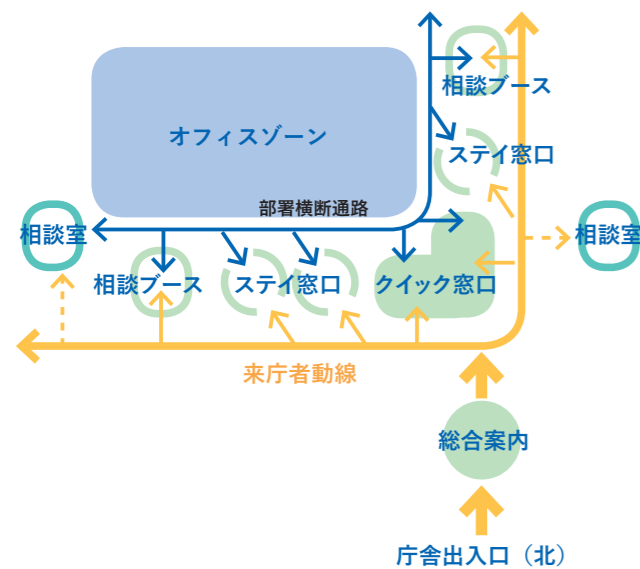 相談ブース
オフィスゾーン
ステイ窓口
部署横断通路
相談室
相談室
相談ブース
ステイ窓口
クイック窓口
来庁者動線
総合案内
庁舎出入口（北）